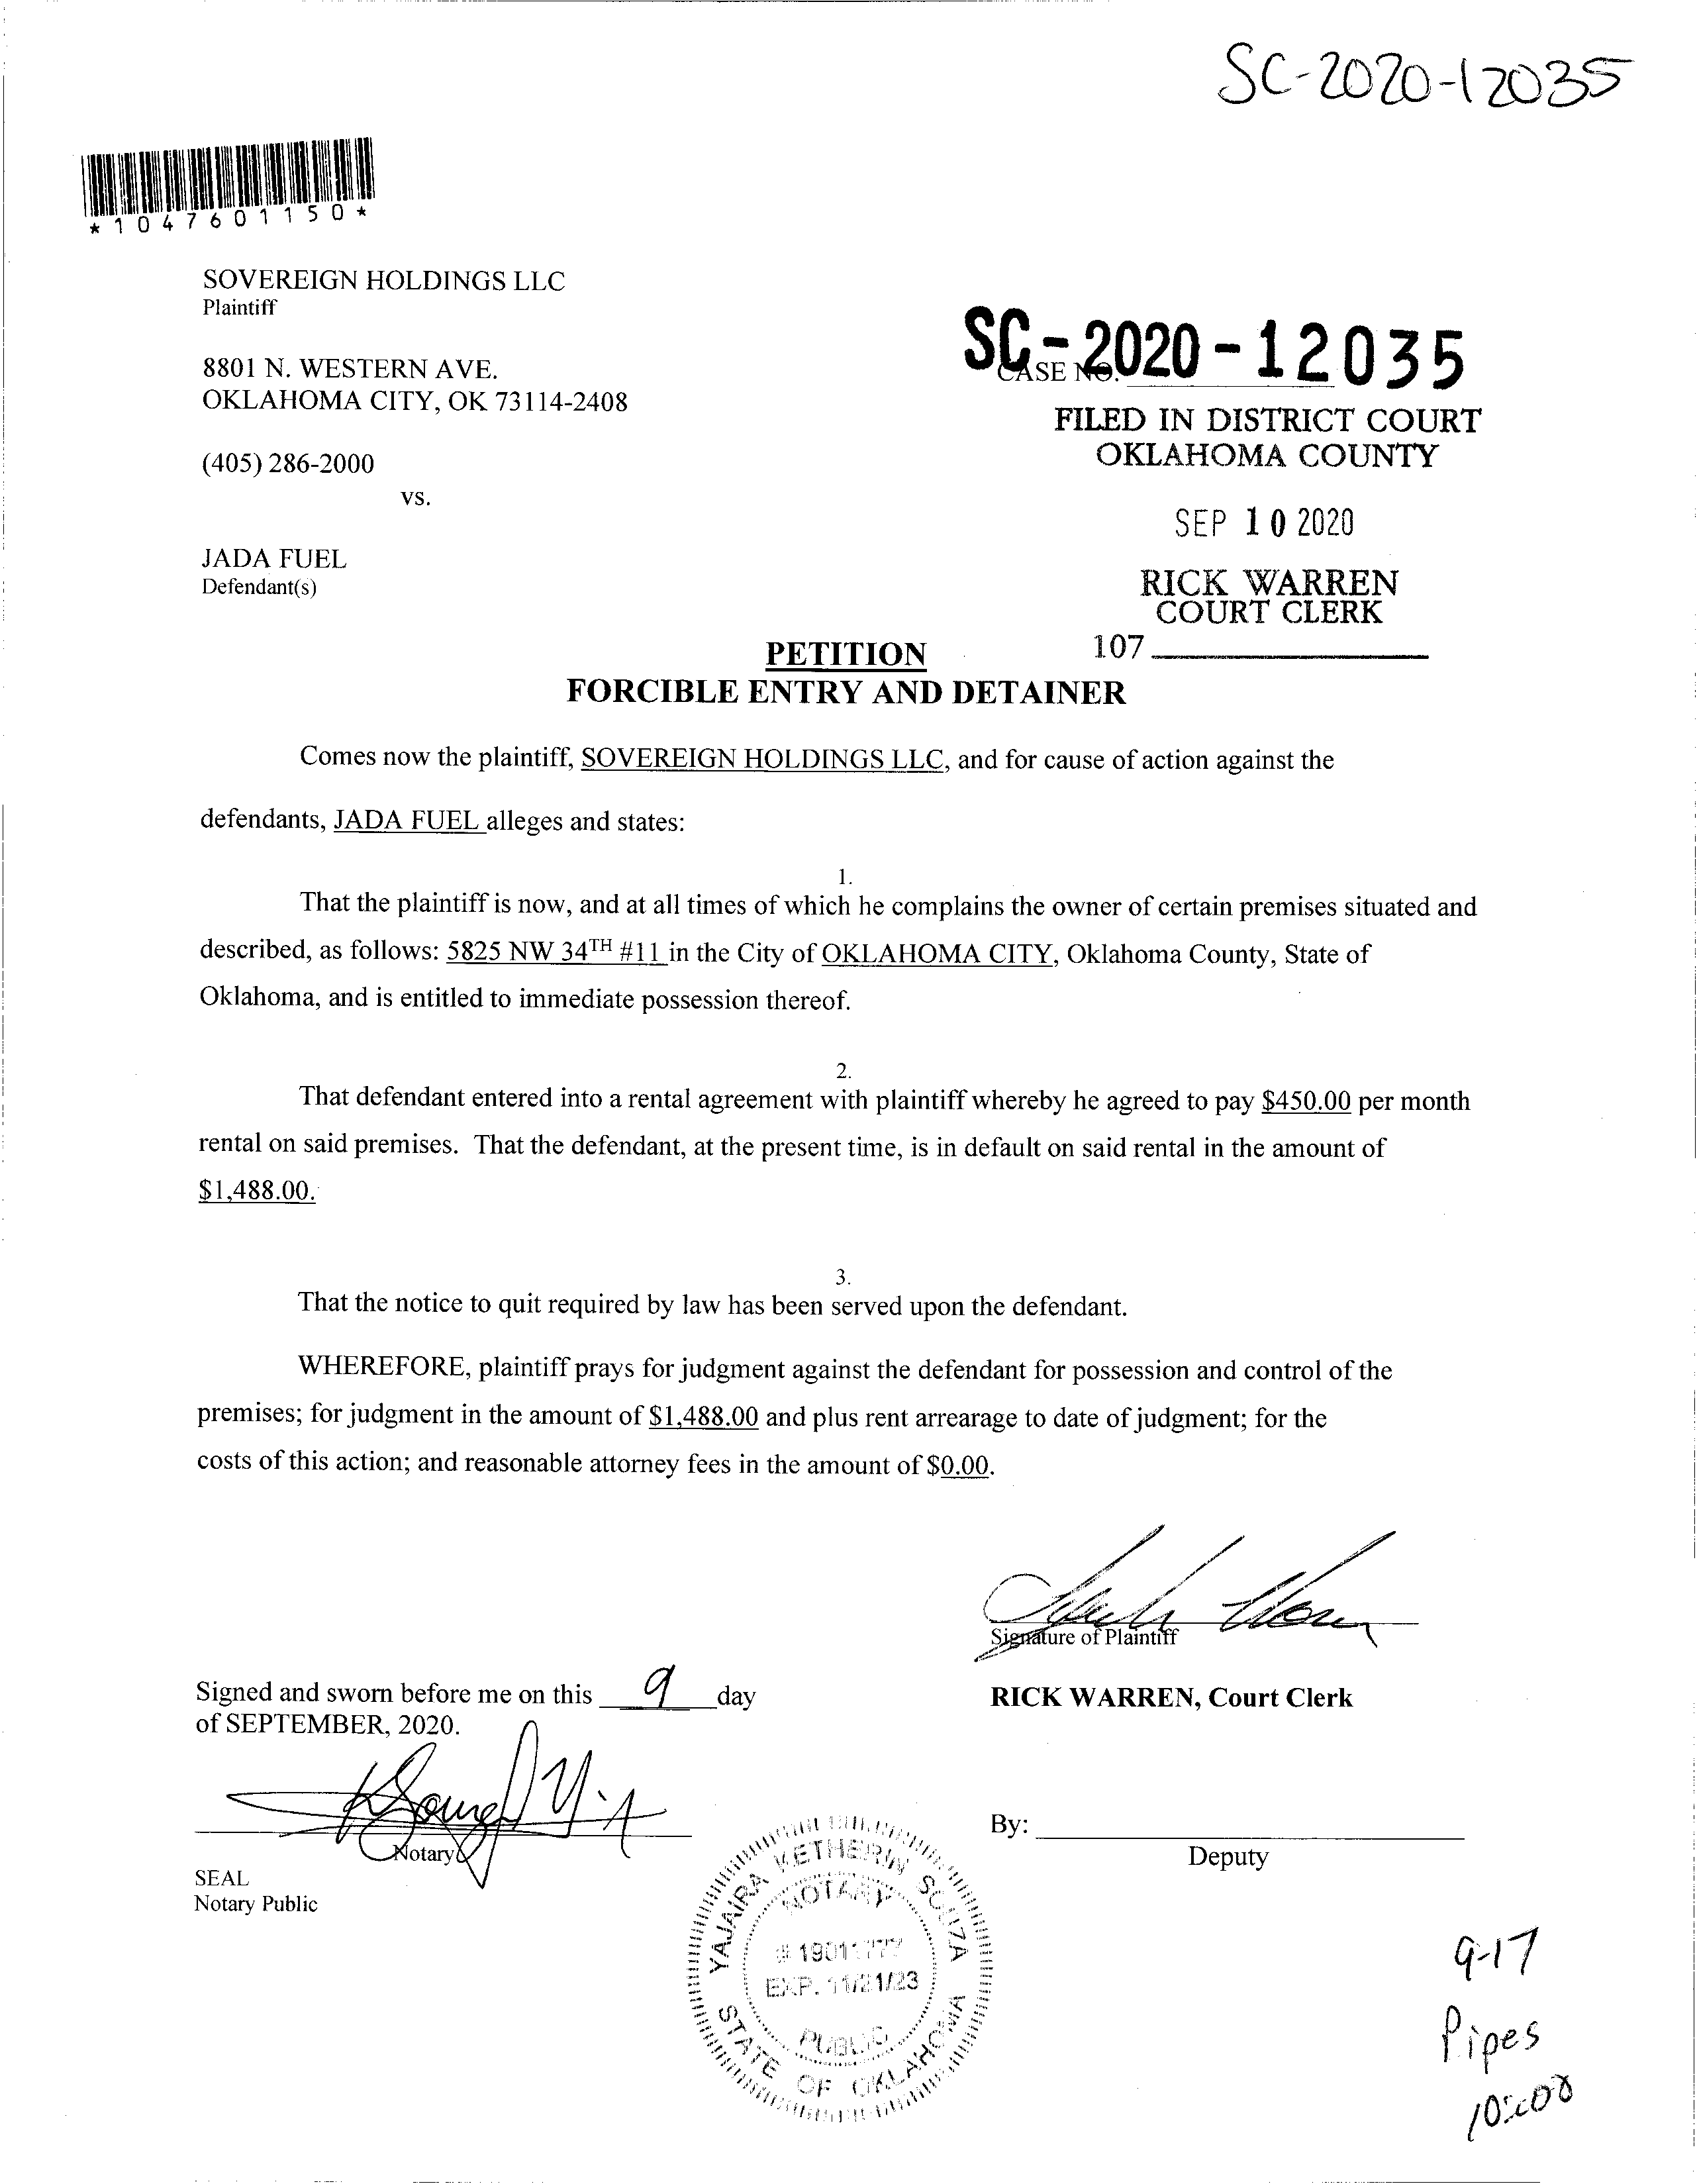 SC-2020-12035
*1047601150*
SOVEREIGN HOLDINGS LLC
Plaintiff
8801 N. WESTERN AVE.
OKLAHOMA CITY, OK 73114-2408
(405) 286-2000
vs.
JADA FUEL
Defendant(s)
SC-2020-12035
CASE NO.
FILED IN DISTRICT COURT
OKLAHOMA COUNTY
SEP 10 2020
RICK WARREN
COURT CLERK
107
PETITION
FORCIBLE ENTRY AND DETAINER
Comes now the plaintiff, SOVEREIGN HOLDINGS LLC, and for cause of action against the
defendants, JADA FUEL alleges and states:
1.
That the plaintiff is now, and at all times of which he complains the owner of certain premises situated and
described, as follows: 5825 NW 34TH #11 in the City of OKLAHOMA CITY, Oklahoma County, State of
Oklahoma, and is entitled to immediate possession thereof.
2.
That defendant entered into a rental agreement with plaintiff whereby he agreed to pay $450.00 per month
rental on said premises. That the defendant, at the present time, is in default on said rental in the amount of
$1,488.00.
3.
That the notice to quit required by law has been served upon the defendant.
WHEREFORE, plaintiff prays for judgment against the defendant for possession and control of the
premises; for judgment in the amount of $1,488.00 and plus rent arrearage to date of judgment; for the
costs of this action; and reasonable attorney fees in the amount of $0.00.
Signature of Plaintiff
Signed and sworn before me on this 9 day
of SEPTEMBER, 2020.
RICK WARREN, Court Clerk
Notary
SEAL
Notary Public
By:
Deputy
YAJAIRA KETHERIN SOUZA
NOTARY
# 19011777
EXP. 11/21/23
PUBLIC
STATE OF OKLAHOMA
9-17
Pipes
10:00